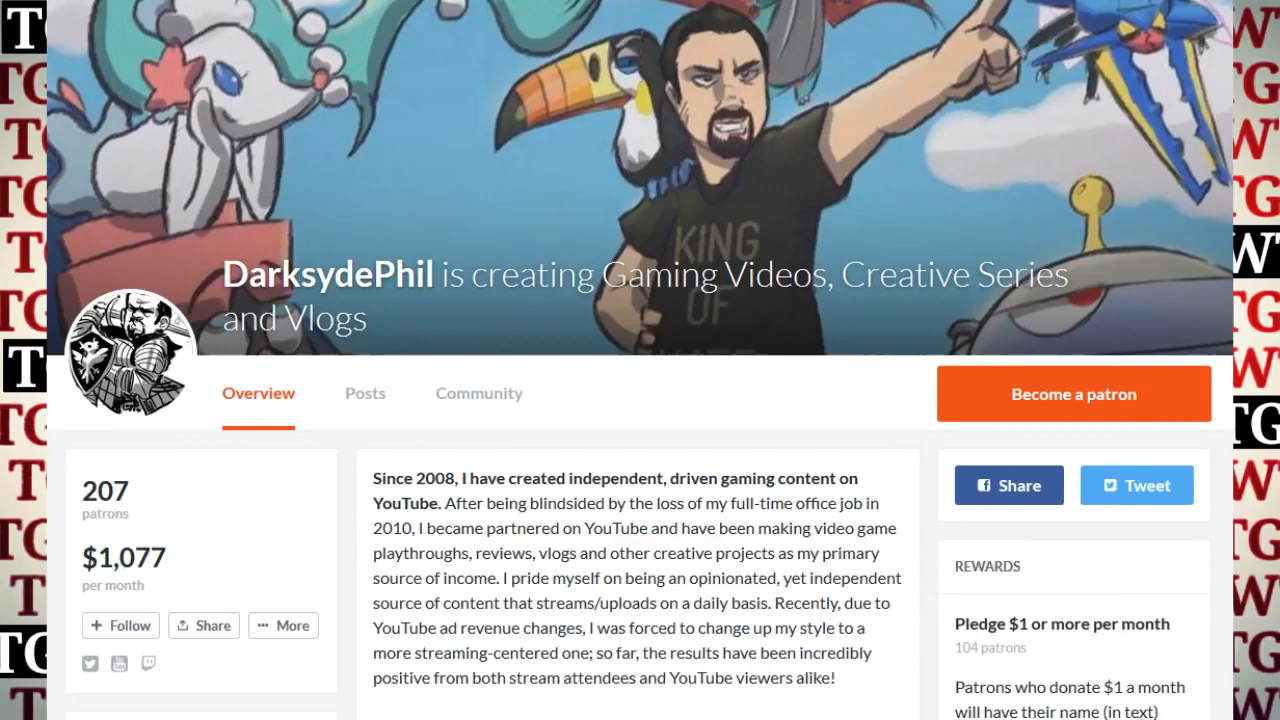 KING
OF
DarksydePhil is creating Gaming Videos, Creative Series
and Vlogs
Overview
Posts
Community
Become a patron
207
patrons
$1,077
per month
Follow
Share
More
Since 2008, I have created independent, driven gaming content on
YouTube. After being blindsided by the loss of my full-time office job in
2010, I became partnered on YouTube and have been making video game
playthroughs, reviews, vlogs and other creative projects as my primary
source of income. I pride myself on being an opinionated, yet independent
source of content that streams/uploads on a daily basis. Recently, due to
YouTube ad revenue changes, I was forced to change up my style to a
more streaming-centered one; so far, the results have been incredibly
positive from both stream attendees and YouTube viewers alike!
Share
Tweet
REWARDS
Pledge $1 or more per month
104 patrons
Patrons who donate $1 a month
will have their name (in text)